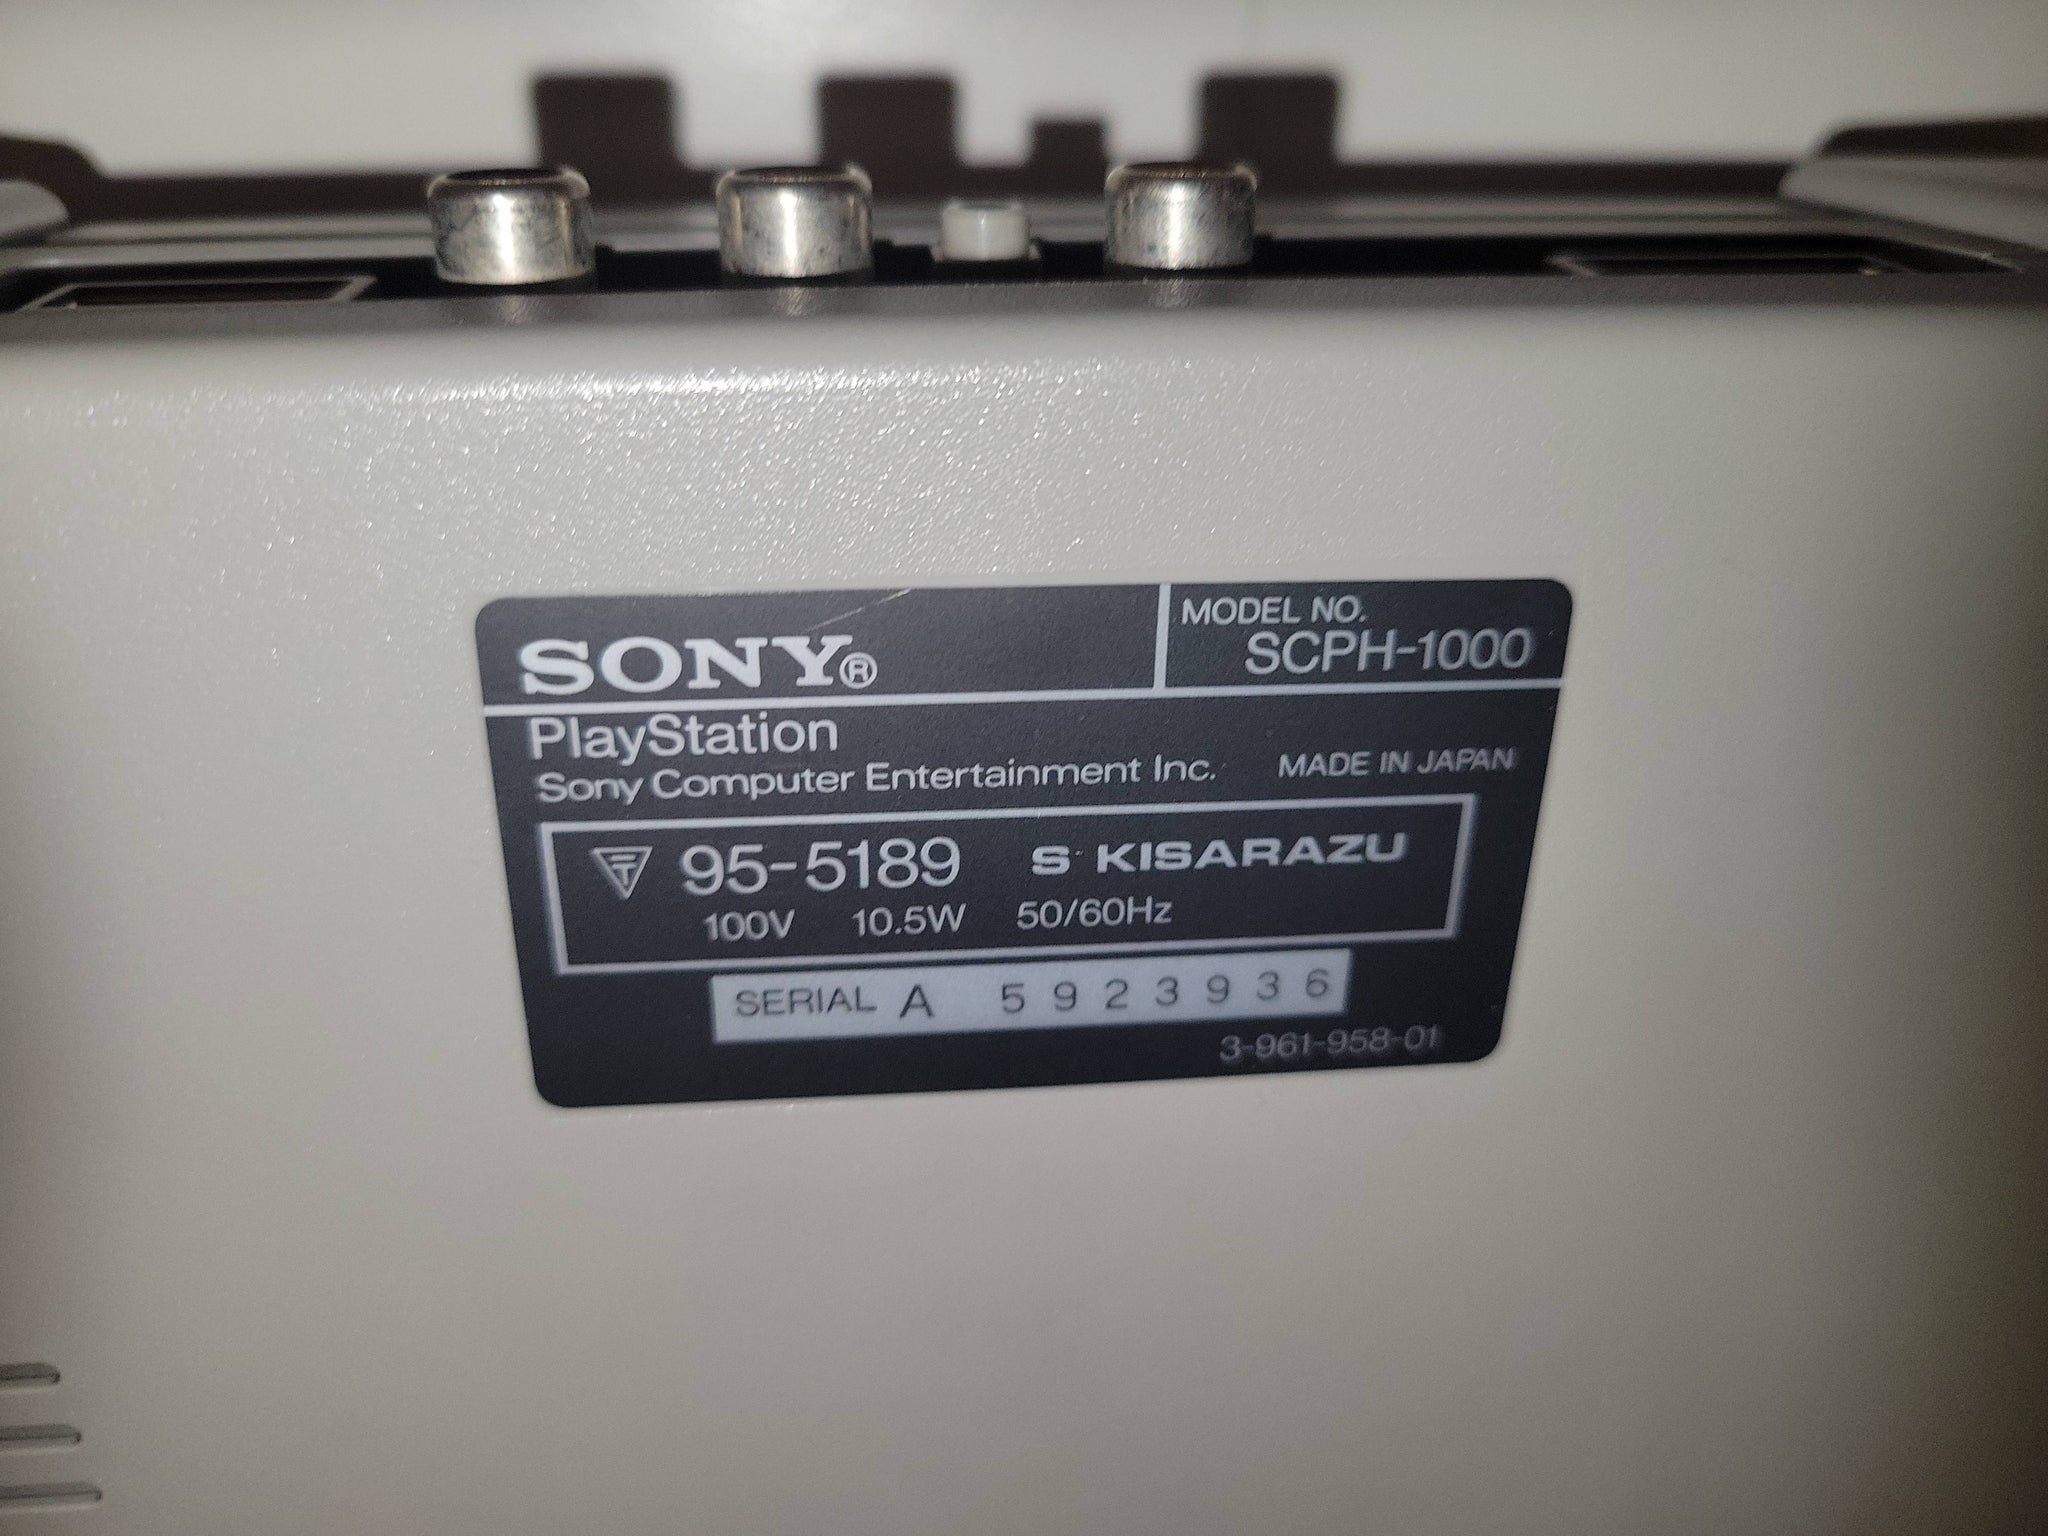 SONY®
MODEL NO.
SCPH-1000
PlayStation
Sony Computer Entertainment Inc. MADE IN JAPAN
T 95-5189 S KISARAZU
100V 10.5W 50/60Hz
SERIAL A 5923936
3-961-958-01